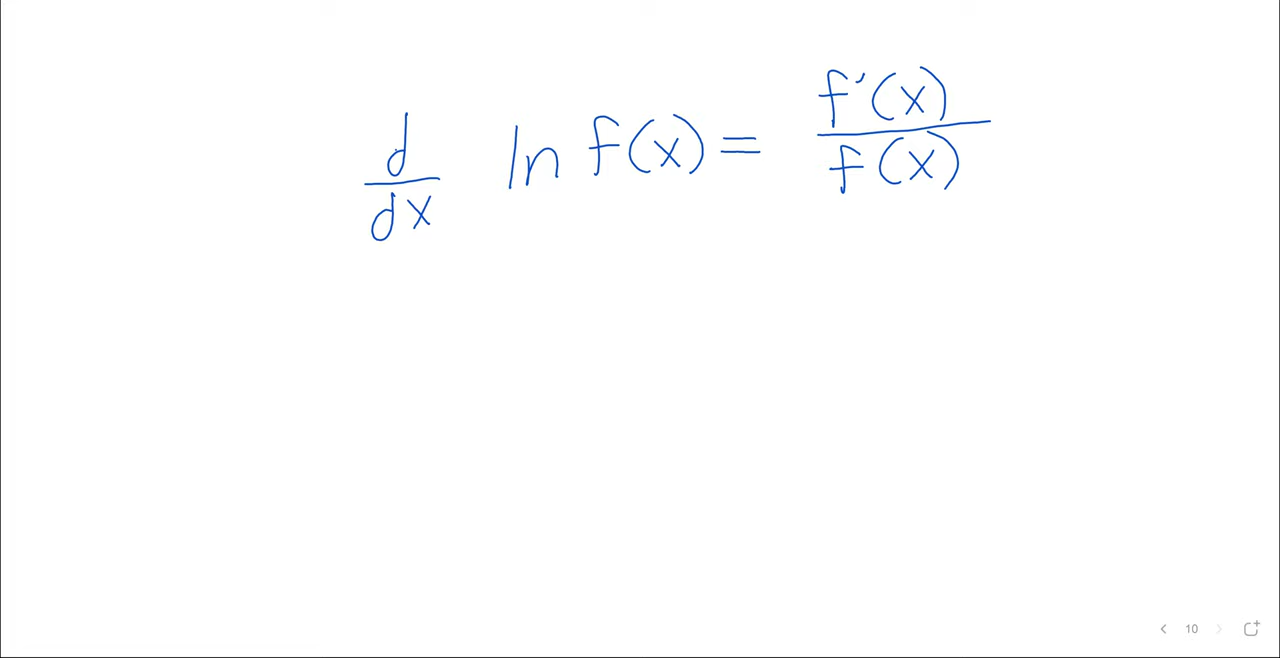 d/dx ln f(x) = f'(x)/f(x)
< 10 >